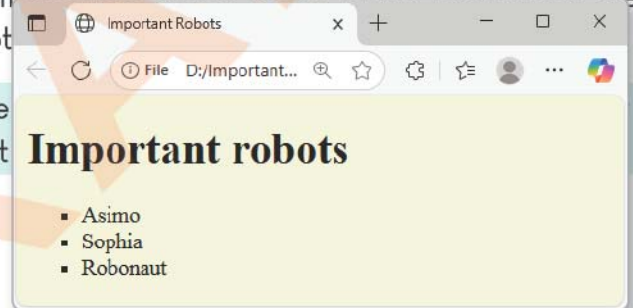 Important Robots
File D:/Important...
Important robots
▪ Asimo
▪ Sophia
▪ Robonaut